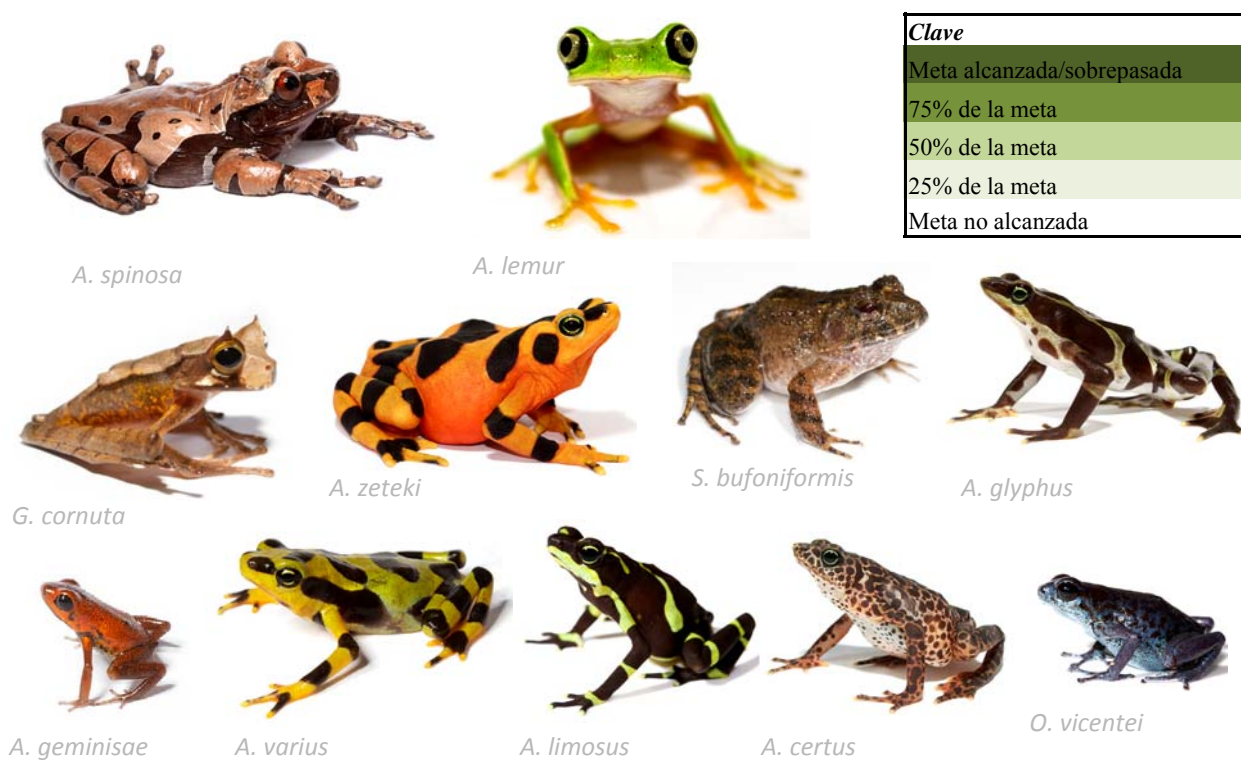 Clave
Meta alcanzada/sobrepasada
75% de la meta
50% de la meta
25% de la meta
Meta no alcanzada
A. spinosa
A. lemur
G. cornuta
A. zeteki
S. bufoniformis
A. glyphus
A. geminisae
A. varius
A. limosus
A. certus
O. vicentei